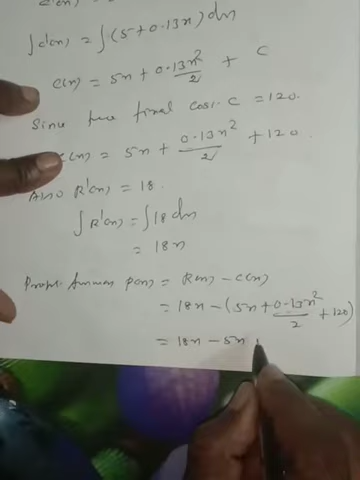 ∫C'(x) = ∫(5+0.13x)dx
C(x) = 5x + 0.13x²/2 + C
Since fixed cost C = 120.
C(x) = 5x + 0.13x²/2 + 120.
Also R'(x) = 18.
∫R'(x) = ∫18 dx
= 18x
Profit function P(x) = R(x) - C(x)
= 18x - (5x + 0.13x²/2 + 120)
= 18x - 5x